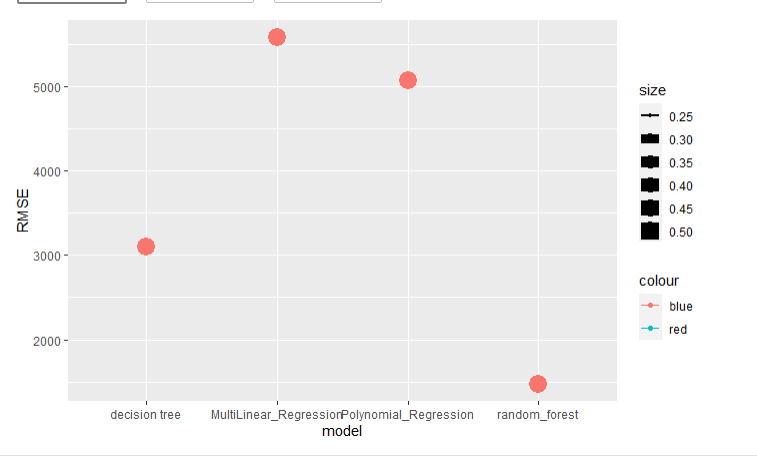 5000
4000
3000
2000
RMSE
decision tree
MultiLinear_Regression
Polynomial_Regression
random_forest
model
size
0.25
0.30
0.35
0.40
0.45
0.50
colour
blue
red